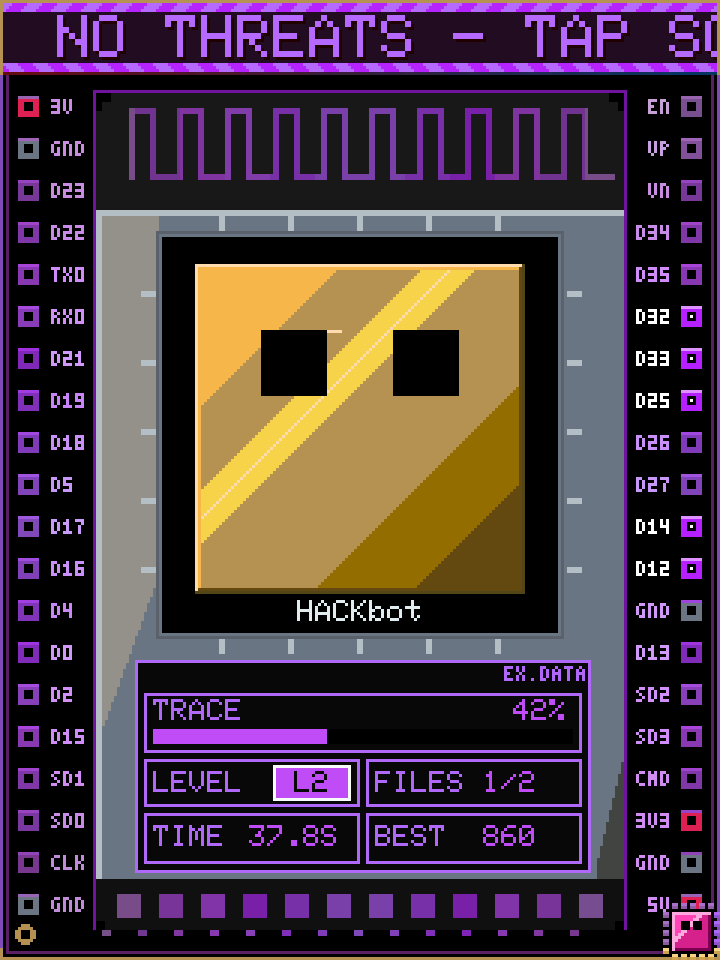 NO THREATS - TAP
3V
GND
D23
D22
TX0
RX0
D21
D19
D18
D5
D17
D16
D4
D0
D2
D15
SD1
SD0
CLK
GND
EN
VP
VN
D34
D35
D32
D33
D25
D26
D27
D14
D12
GND
D13
SD2
SD3
CMD
3V3
GND
5V
HACKbot
EX.DATA
TRACE 42%
LEVEL L2 FILES 1/2
TIME 37.8S BEST 860